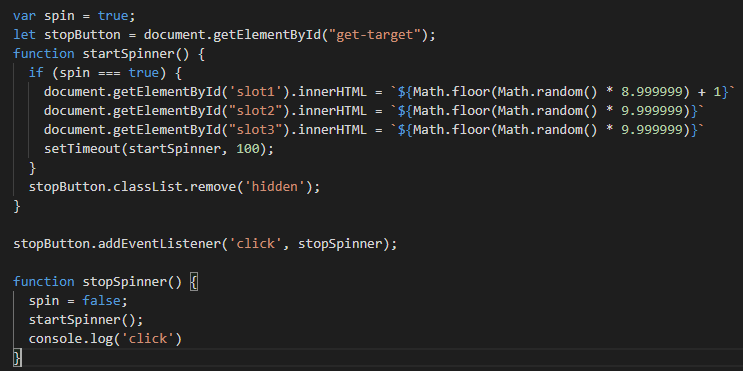 var spin = true;
let stopButton = document.getElementById("get-target");
function startSpinner() {
if (spin === true) {
document.getElementById('slot1').innerHTML = `${Math.floor(Math.random() * 8.999999) + 1}`
document.getElementById("slot2").innerHTML = `${Math.floor(Math.random() * 9.999999)}`
document.getElementById("slot3").innerHTML = `${Math.floor(Math.random() * 9.999999)}`
setTimeout(startSpinner, 100);
}
stopButton.classList.remove('hidden');
}
stopButton.addEventListener('click', stopSpinner);
function stopSpinner() {
spin = false;
startSpinner();
console.log('click')
}